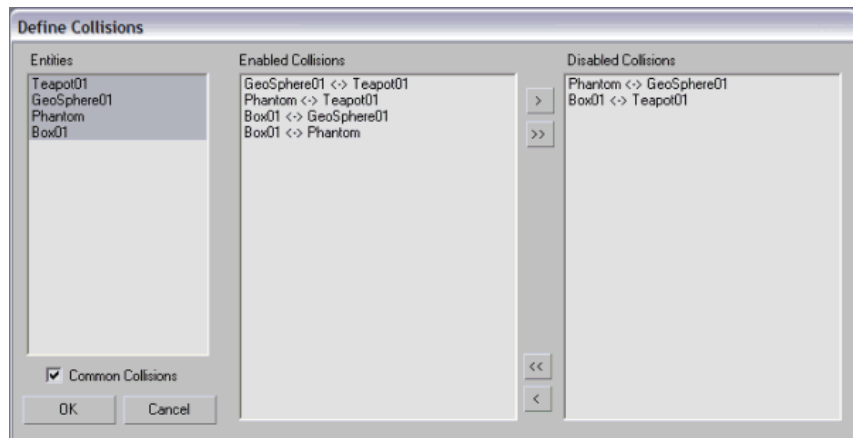 Define Collisions
Entities
Teapot01
GeoSphere01
Phantom
Box01
Common Collisions
OK
Cancel
Enabled Collisions
GeoSphere01 <-> Teapot01
Phantom <-> Teapot01
Box01 <-> GeoSphere01
Box01 <-> Phantom
>
>>
<<
<
Disabled Collisions
Phantom <-> GeoSphere01
Box01 <-> Teapot01